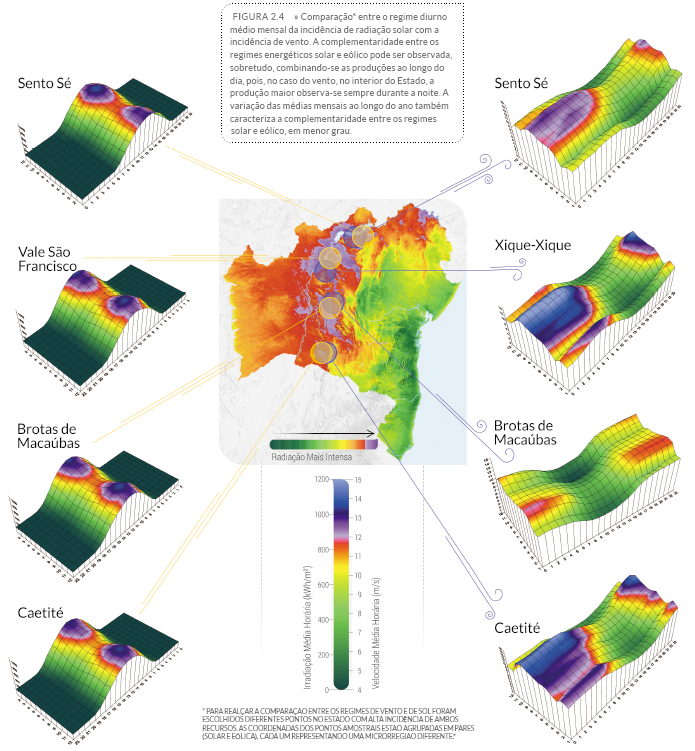 FIGURA 2.4 » Comparação* entre o regime diurno
médio mensal da incidência de radiação solar com a
incidência de vento. A complementaridade entre os
regimes energéticos solar e eólico pode ser observada,
sobretudo, combinando-se as produções ao longo do
dia, pois, no caso do vento, no interior do Estado, a
produção maior observa-se sempre durante a noite. A
variação das médias mensais ao longo do ano também
caracteriza a complementaridade entre os regimes
solar e eólico, em menor grau.
Sento Sé
Sento Sé
Vale São
Francisco
Xique-Xique
Brotas de
Macaúbas
Brotas de
Macaúbas
Caetité
Caetité
Radiação Mais Intensa
Irradiação Média Horária (kWh/m²)
1200
1000
800
600
400
200
0
15
14
13
12
11
10
9
8
7
6
5
4
Velocidade Média Horária (m/s)
* PARA REALÇAR A COMPARAÇAO ENTRE OS REGIMES DE VENTO E DE SOL FORAM
ESCOLHIDOS DIFERENTES PONTOS NO ESTADO COM ALTA INCIDÊNCIA DE AMBOS
RECURSOS. AS COORDENADAS DOS PONTOS AMOSTRAIS ESTAO AGRUPADAS EM PARES
(SOLAR E EóLICA), CADA UM REPRESENTANDO UMA MICRORREGIAO DIFERENTE.*